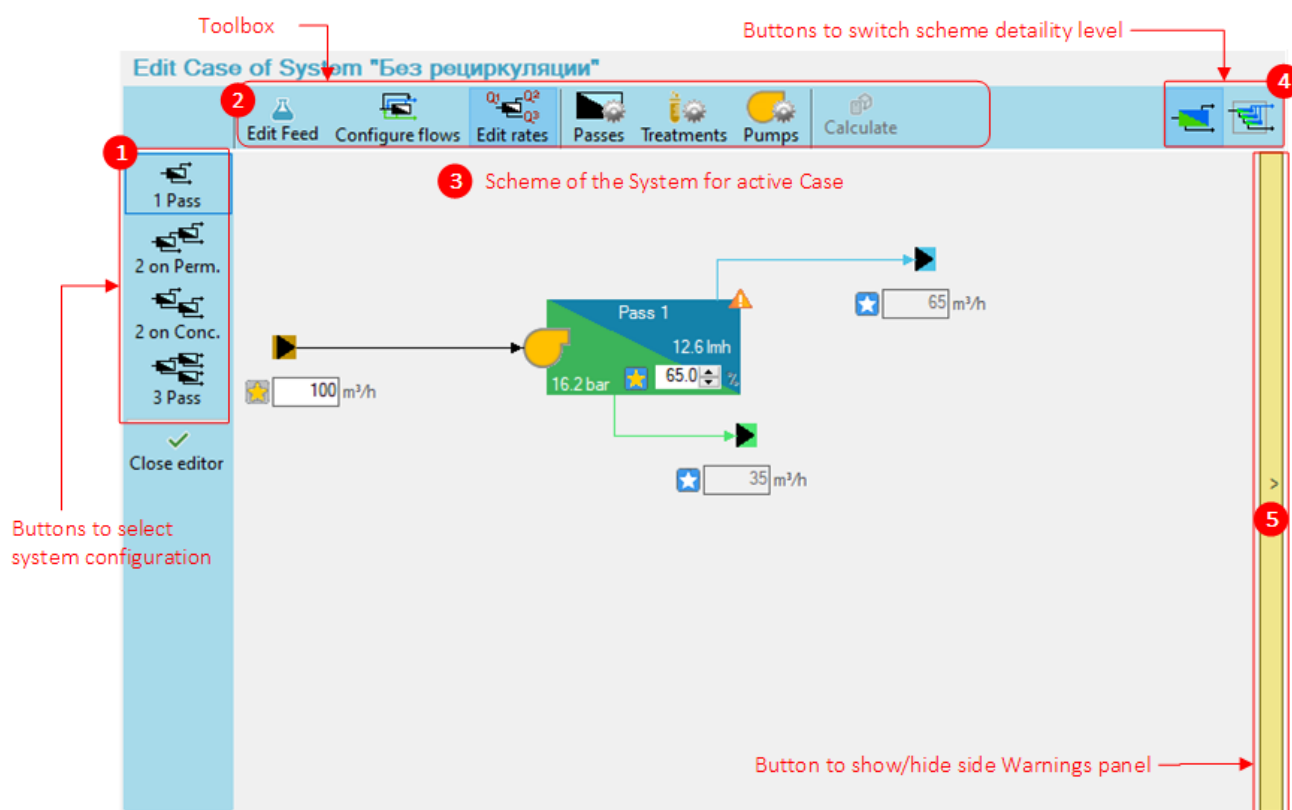 Toolbox
Buttons to switch scheme detaility level
Edit Case of System "Без рециркуляции"
2
4
Q1 Q2 Q3
Edit Feed
Configure flows
Edit rates
Passes
Treatments
Pumps
Calculate
1
1 Pass
2 on Perm.
2 on Conc.
3 Pass
Close editor
3 Scheme of the System for active Case
65 m³/h
Pass 1
12.6 lmh
16.2 bar
65.0 %
100 m³/h
35 m³/h
>
5
Buttons to select
system configuration
Button to show/hide side Warnings panel